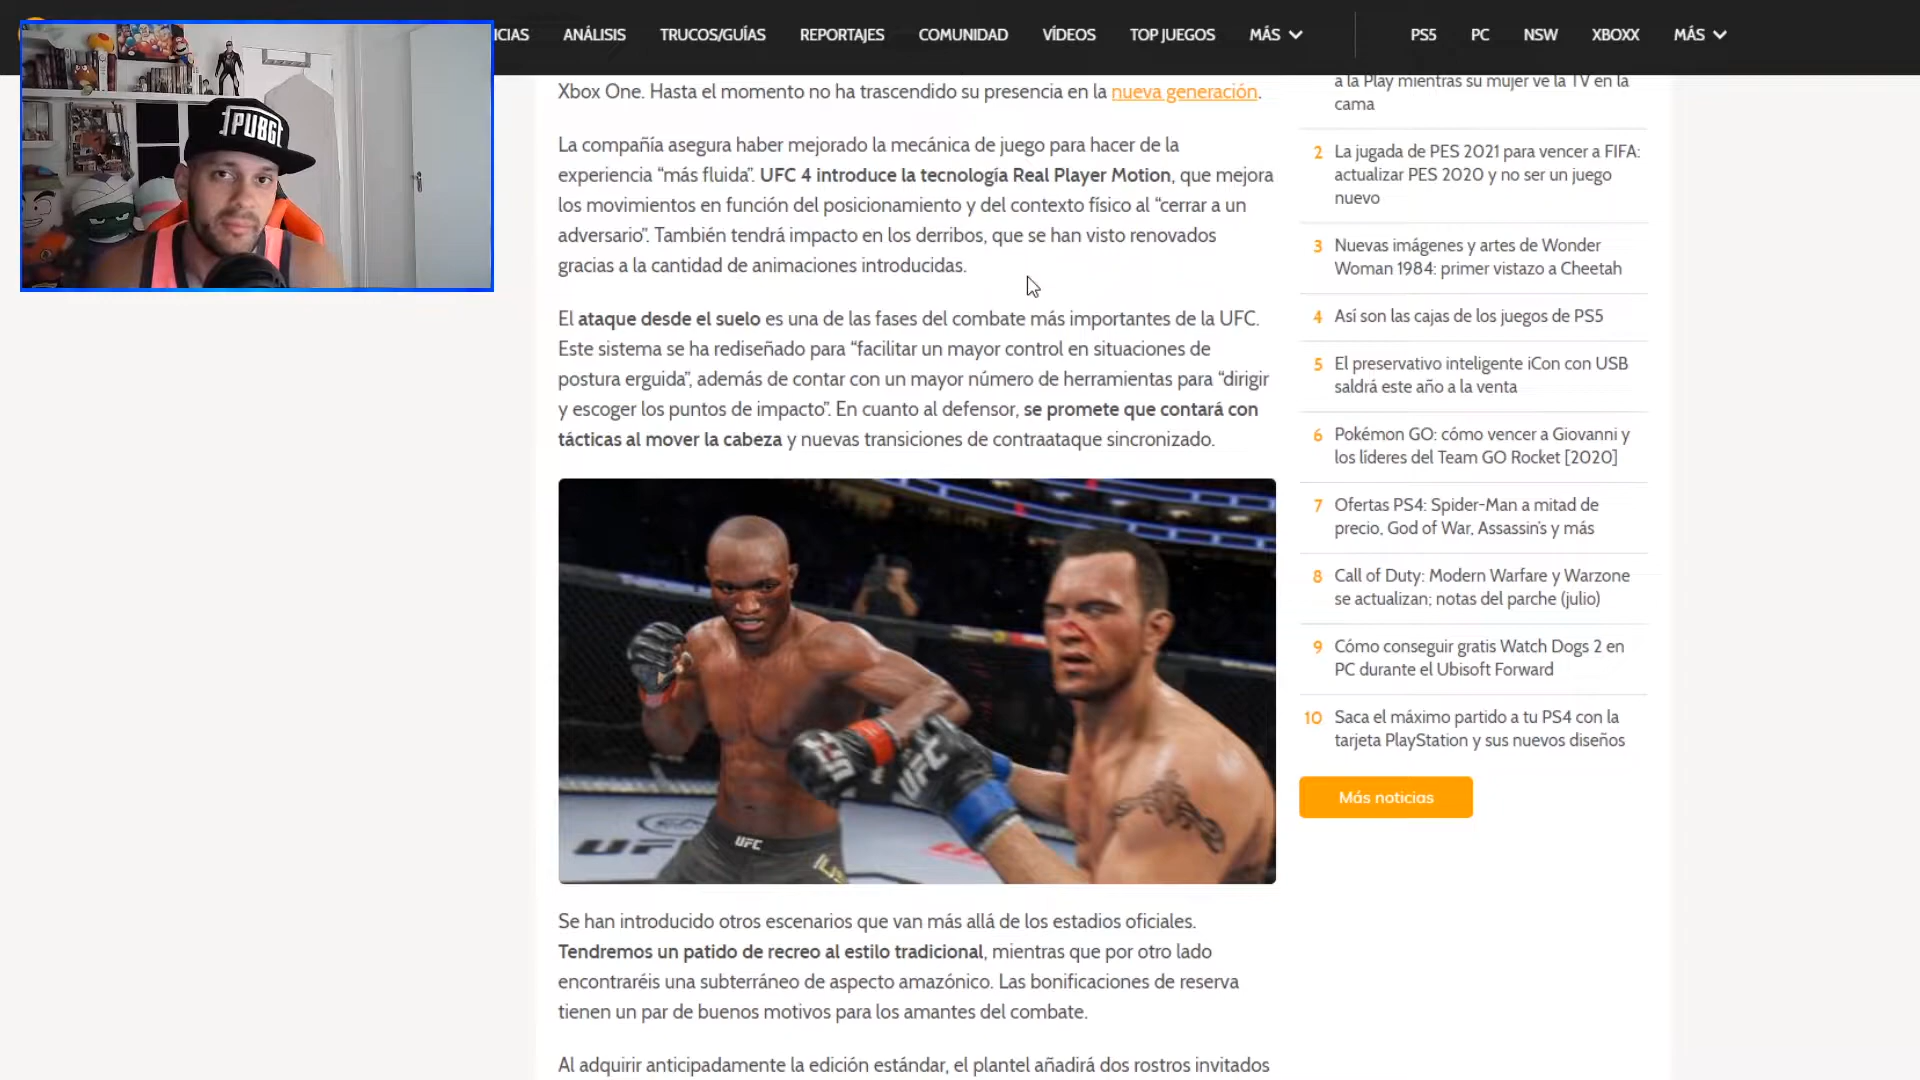 ICIAS ANÁLISIS TRUCOS/GUÍAS REPORTAJES COMUNIDAD VÍDEOS TOP JUEGOS MÁS PS5 PC NSW XBOXX MÁS
PUBG
Xbox One. Hasta el momento no ha trascendido su presencia en la nueva generación.
La compañía asegura haber mejorado la mecánica de juego para hacer de la
experiencia “más fluida”. UFC 4 introduce la tecnología Real Player Motion, que mejora
los movimientos en función del posicionamiento y del contexto físico al “cerrar a un
adversario”. También tendrá impacto en los derribos, que se han visto renovados
gracias a la cantidad de animaciones introducidas.
El ataque desde el suelo es una de las fases del combate más importantes de la UFC.
Este sistema se ha rediseñado para “facilitar un mayor control en situaciones de
postura erguida”, además de contar con un mayor número de herramientas para “dirigir
y escoger los puntos de impacto”. En cuanto al defensor, se promete que contará con
tácticas al mover la cabeza y nuevas transiciones de contraataque sincronizado.
UFC
EA
UFC
UFC
Se han introducido otros escenarios que van más allá de los estadios oficiales.
Tendremos un patido de recreo al estilo tradicional, mientras que por otro lado
encontraréis una subterráneo de aspecto amazónico. Las bonificaciones de reserva
tienen un par de buenos motivos para los amantes del combate.
Al adquirir anticipadamente la edición estándar, el plantel añadirá dos rostros invitados
a la Play mientras su mujer ve la TV en la
cama
2 La jugada de PES 2021 para vencer a FIFA:
actualizar PES 2020 y no ser un juego
nuevo
3 Nuevas imágenes y artes de Wonder
Woman 1984: primer vistazo a Cheetah
4 Así son las cajas de los juegos de PS5
5 El preservativo inteligente iCon con USB
saldrá este año a la venta
6 Pokémon GO: cómo vencer a Giovanni y
los líderes del Team GO Rocket [2020]
7 Ofertas PS4: Spider-Man a mitad de
precio, God of War, Assassin's y más
8 Call of Duty: Modern Warfare y Warzone
se actualizan; notas del parche (julio)
9 Cómo conseguir gratis Watch Dogs 2 en
PC durante el Ubisoft Forward
10 Saca el máximo partido a tu PS4 con la
tarjeta PlayStation y sus nuevos diseños
Más noticias